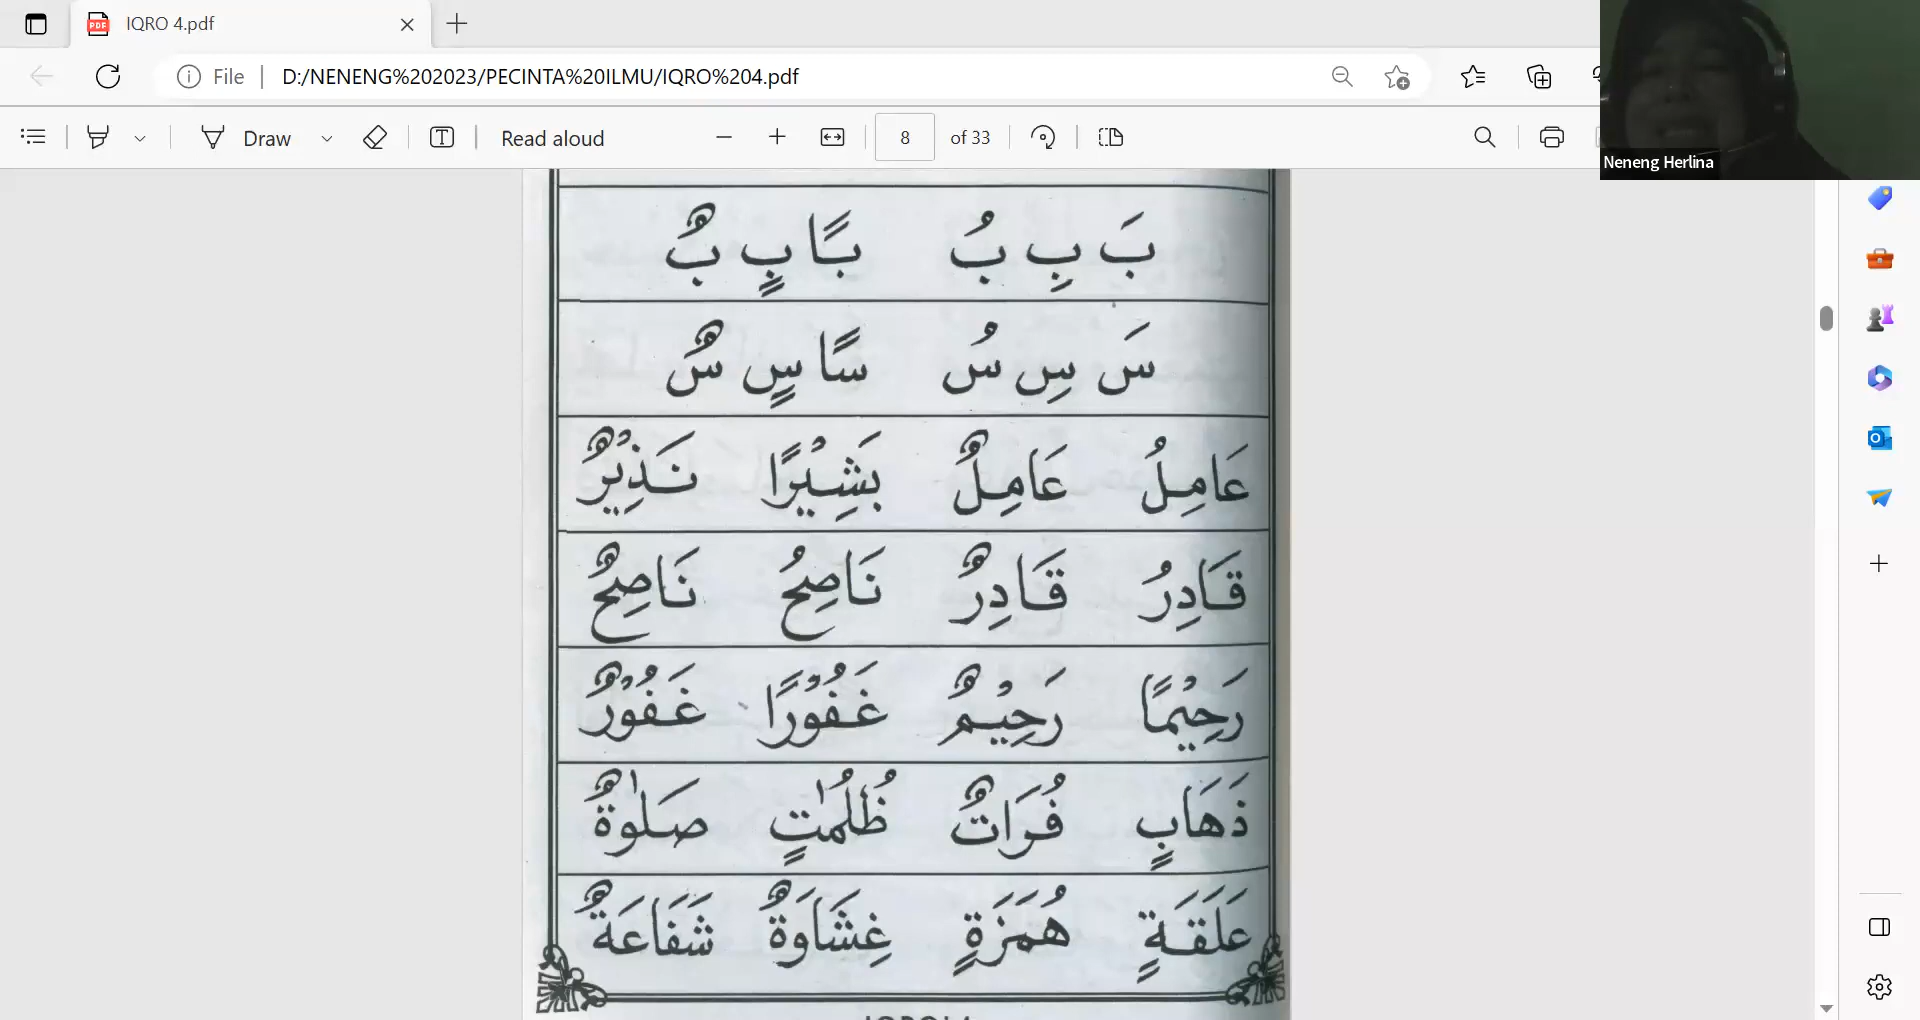 IQRO 4.pdf
File D:/NENENG%202023/PECINTA%20ILMU/IQRO%204.pdf
Draw Read aloud 8 of 33
Neneng Herlina
بَ بِ بُ بًا بٍ بٌ
سَ سِ سُ سًا سٍ سٌ
عَامِلُ عَامِلٌ بَشِيْرًا نَذِيْرٌ
قَادِرُ قَادِرٌ نَاصِحُ نَاصِحٌ
رَحِيْمًا رَحِيْمٌ غَفُوْرًا غَفُوْرٌ
ذَهَابٍ فُرَاتٌ ظُلُمٰتٍ صَلٰوةٌ
عَلَقَةٍ هُمَزَةٍ غِشَاوَةٌ شَفَاعَةٌ